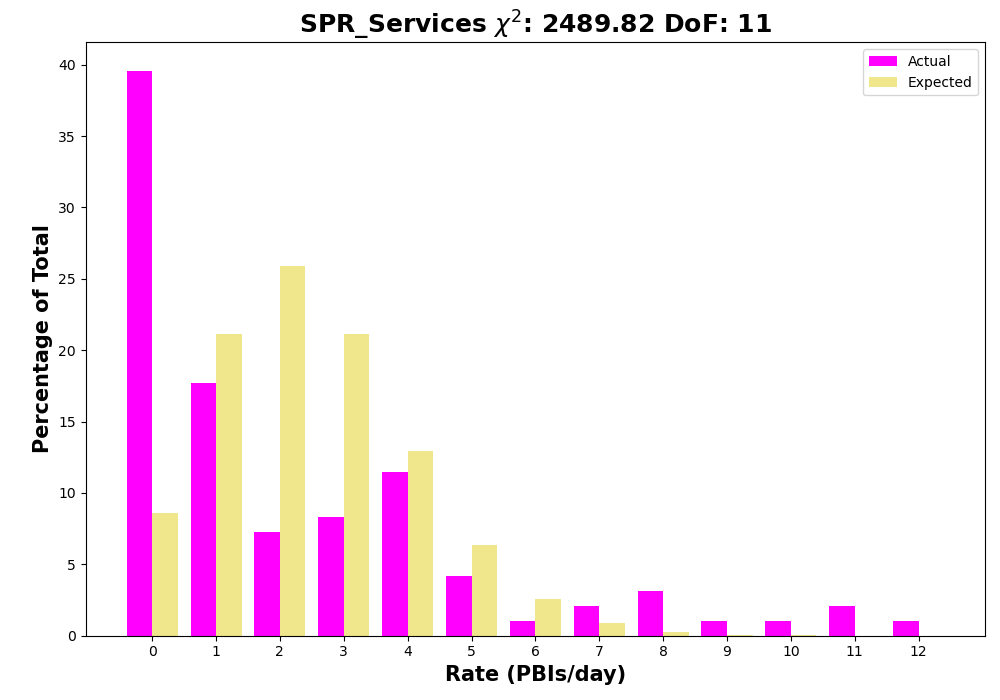 SPR_Services χ²: 2489.82 DoF: 11
Actual
Expected
Percentage of Total
40
35
30
25
20
15
10
5
0
0 1 2 3 4 5 6 7 8 9 10 11 12
Rate (PBIs/day)